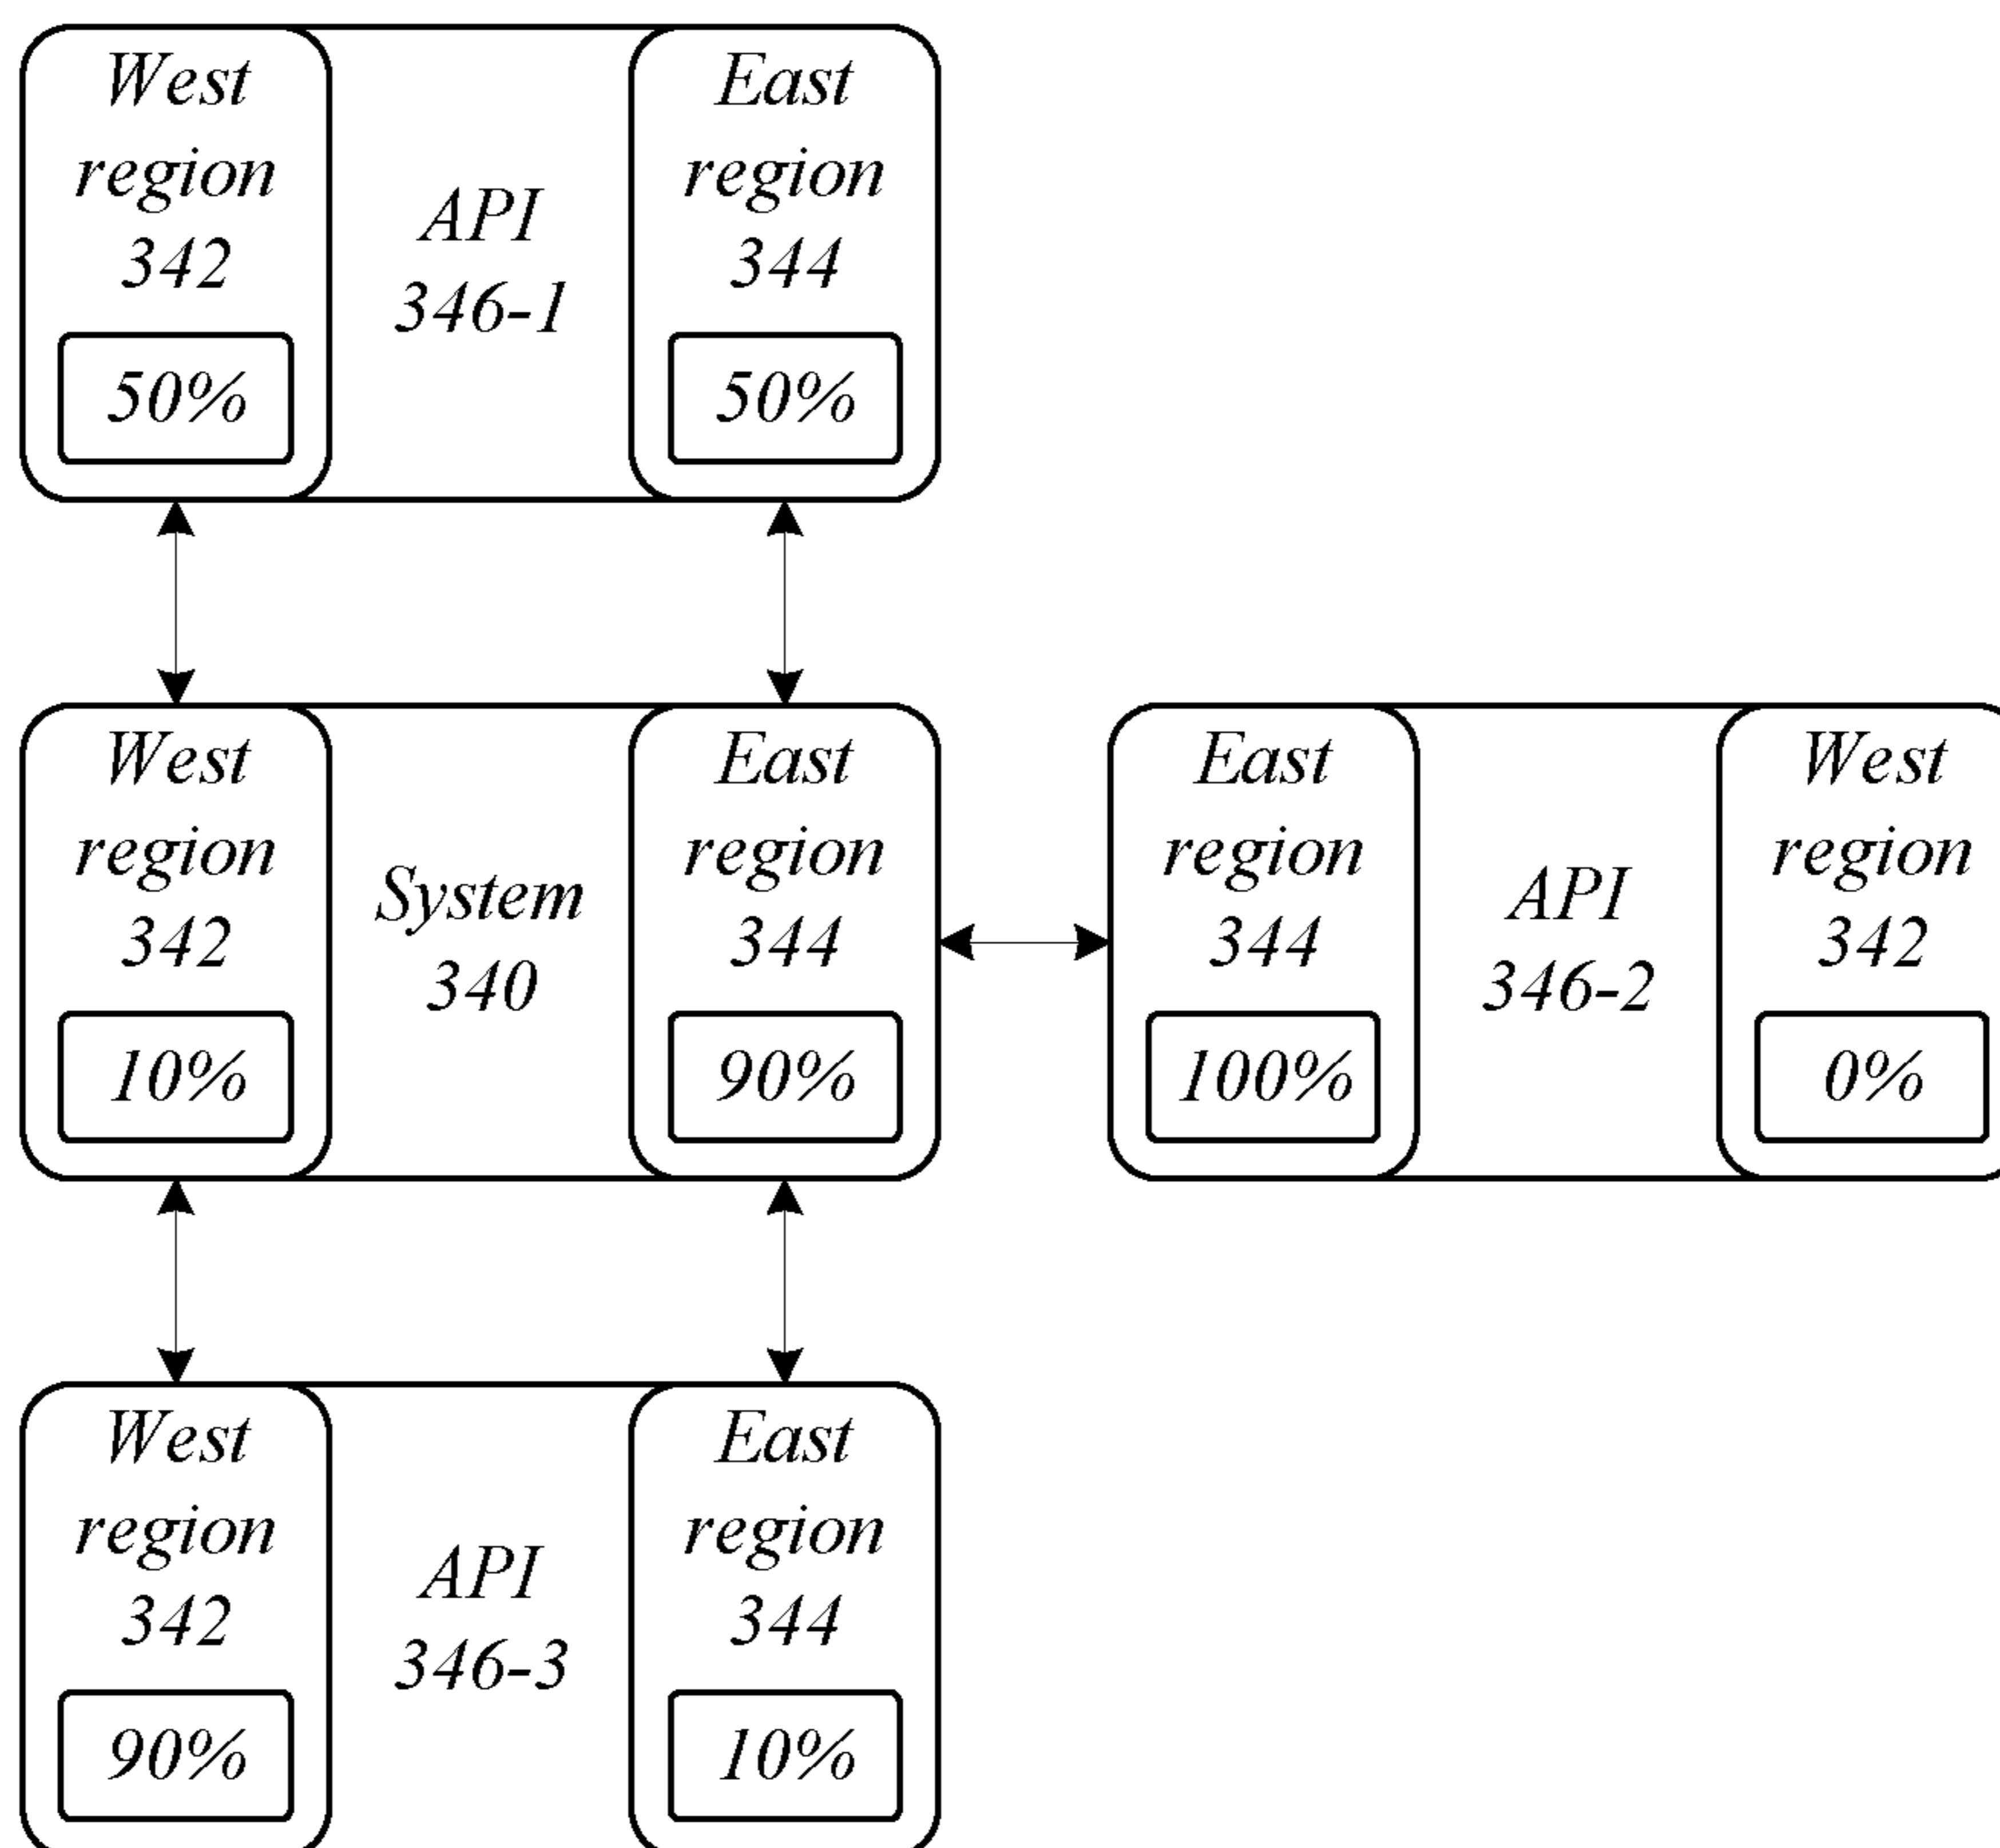 West
region
342
50%
API
346-1
East
region
344
50%
West
region
342
10%
System
340
East
region
344
90%
East
region
344
100%
API
346-2
West
region
342
0%
West
region
342
90%
API
346-3
East
region
344
10%